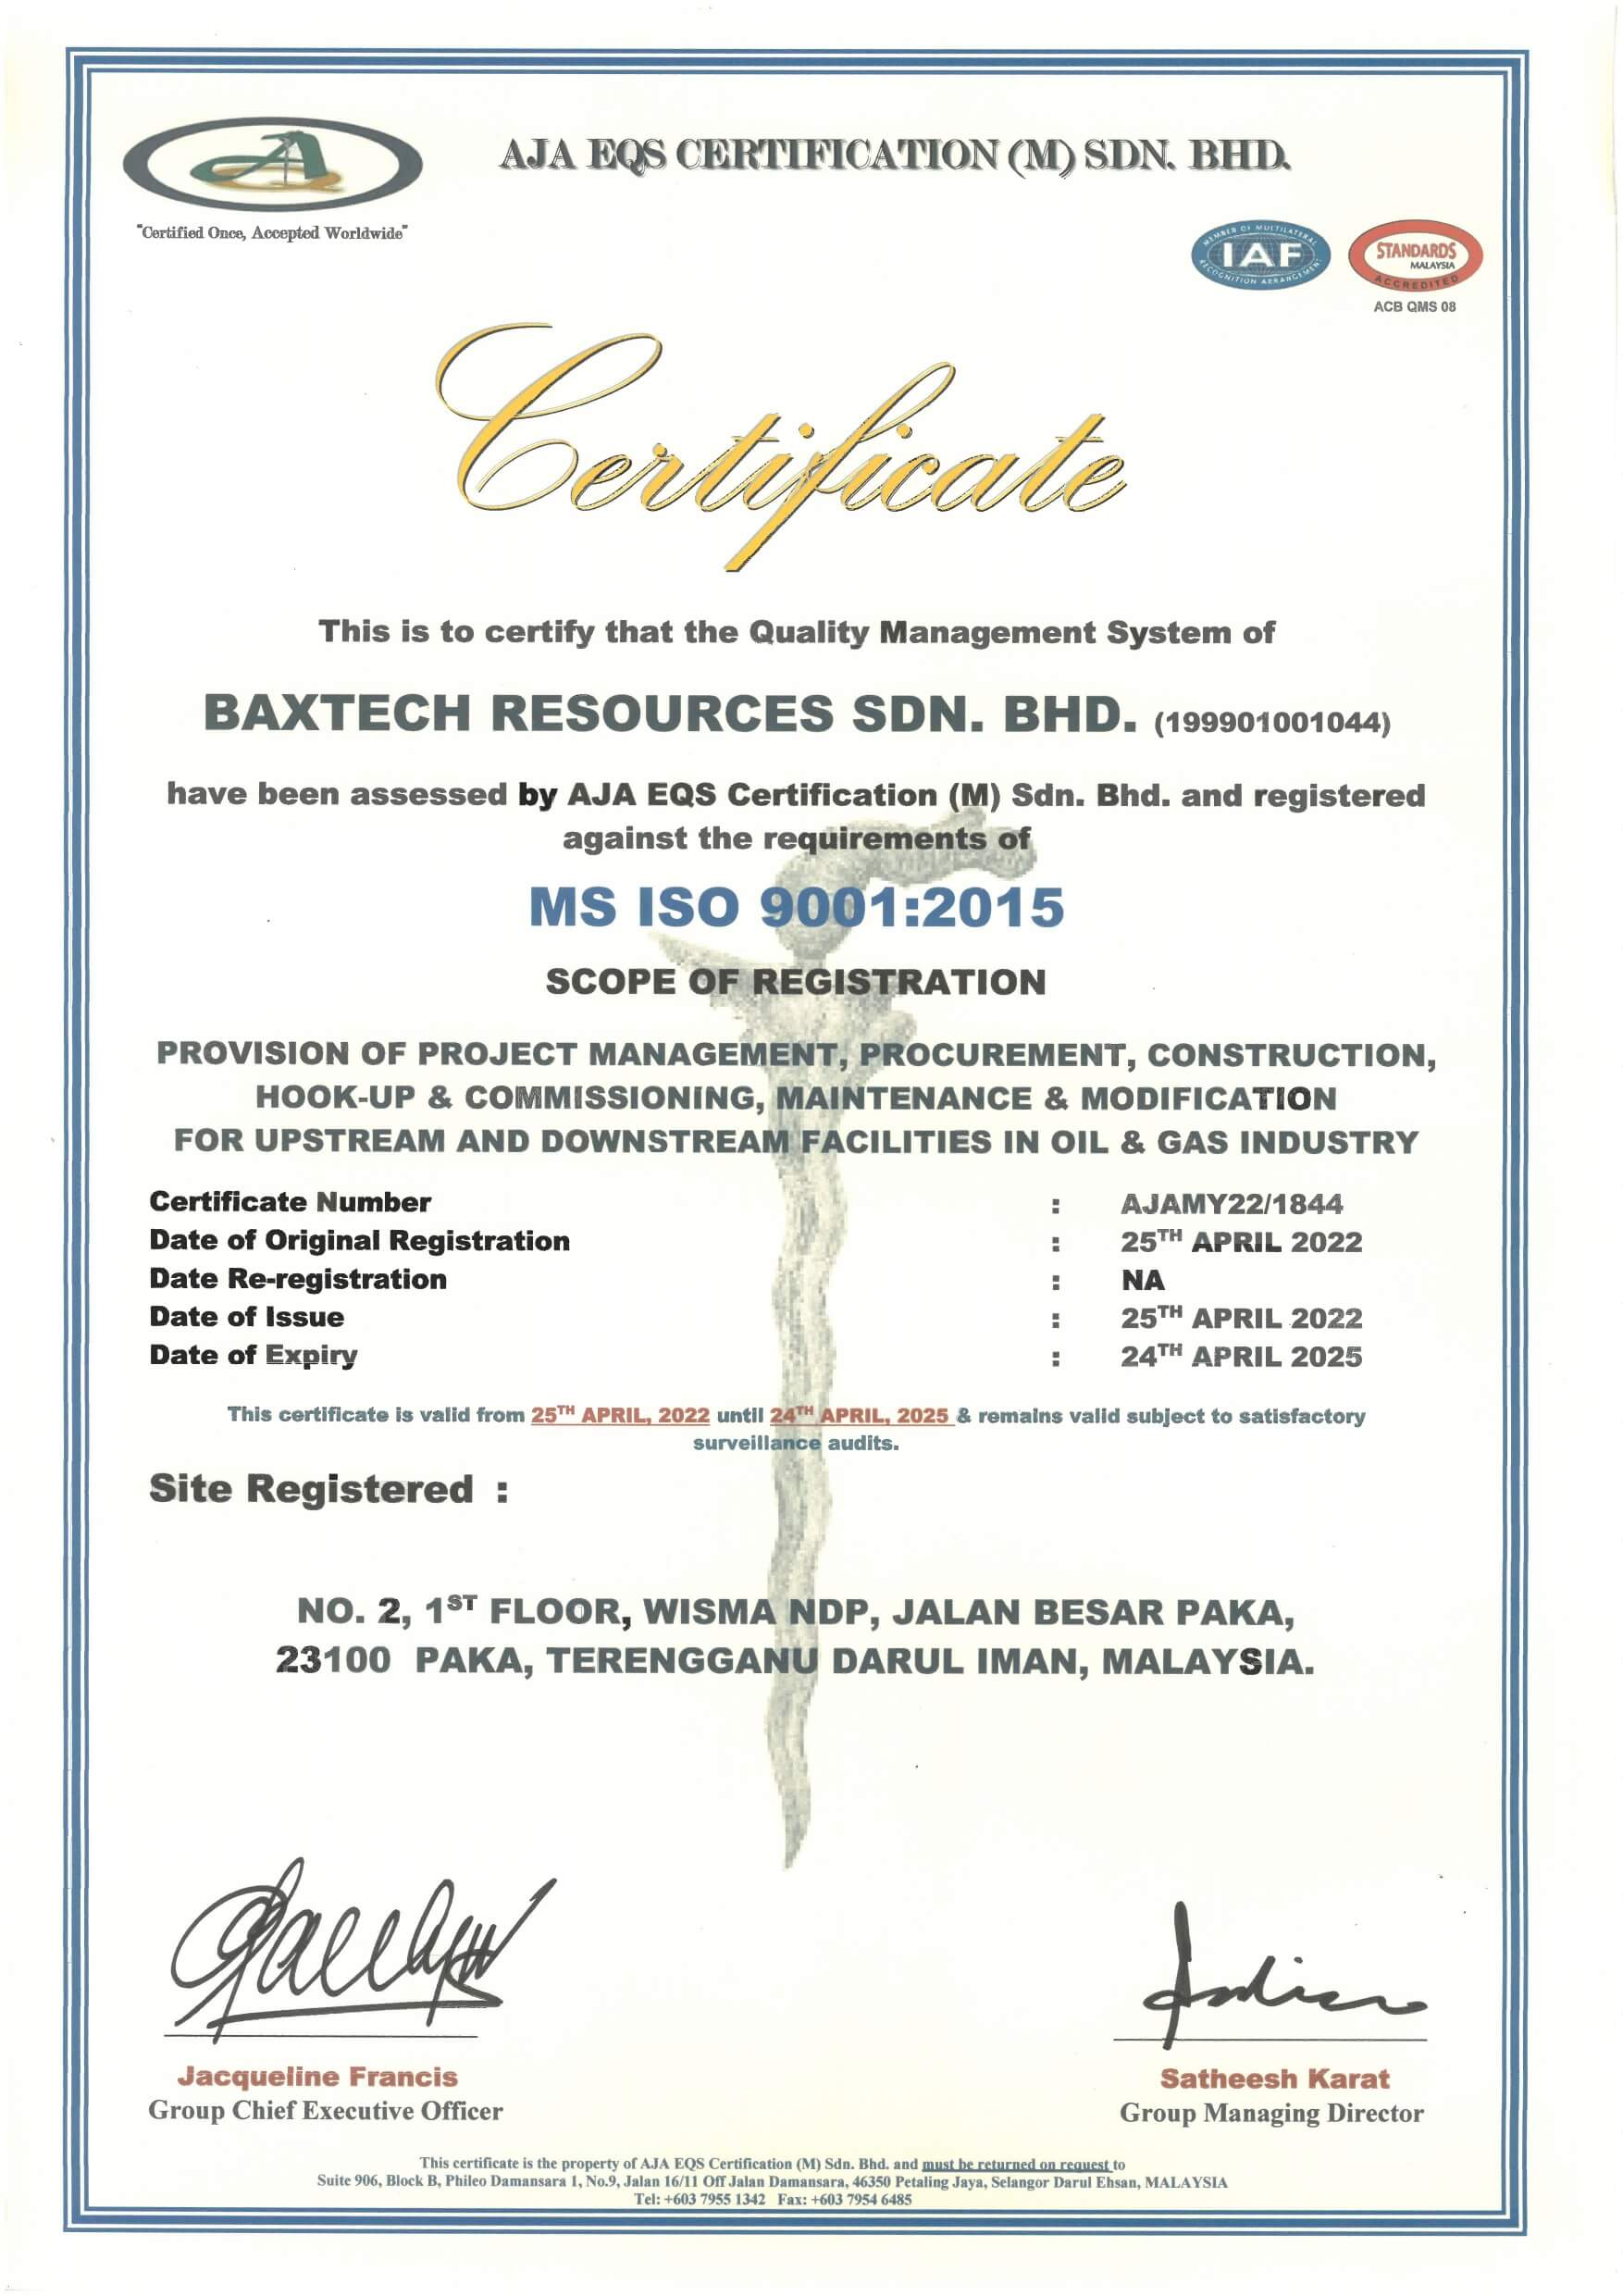 AJA EQS CERTIFICATION (M) SDN. BHD.
"Certified Once, Accepted Worldwide"
MEMBER OF MULTILATERAL
IAF
RECOGNITION ARRANGEMENT
STANDARDS
MALAYSIA
ACCREDITED
ACB QMS 08
Certificate
This is to certify that the Quality Management System of
BAXTECH RESOURCES SDN. BHD. (199901001044)
have been assessed by AJA EQS Certification (M) Sdn. Bhd. and registered
against the requirements of
MS ISO 9001:2015
SCOPE OF REGISTRATION
PROVISION OF PROJECT MANAGEMENT, PROCUREMENT, CONSTRUCTION,
HOOK-UP & COMMISSIONING, MAINTENANCE & MODIFICATION
FOR UPSTREAM AND DOWNSTREAM FACILITIES IN OIL & GAS INDUSTRY
Certificate Number : AJAMY22/1844
Date of Original Registration : 25TH APRIL 2022
Date Re-registration : NA
Date of Issue : 25TH APRIL 2022
Date of Expiry : 24TH APRIL 2025
This certificate is valid from 25TH APRIL, 2022 until 24TH APRIL, 2025 & remains valid subject to satisfactory
surveillance audits.
Site Registered :
NO. 2, 1ST FLOOR, WISMA NDP, JALAN BESAR PAKA,
23100 PAKA, TERENGGANU DARUL IMAN, MALAYSIA.
Jacqueline Francis
Group Chief Executive Officer
Satheesh Karat
Group Managing Director
This certificate is the property of AJA EQS Certification (M) Sdn. Bhd. and must be returned on request to
Suite 906, Block B, Phileo Damansara 1, No.9, Jalan 16/11 Off Jalan Damansara, 46350 Petaling Jaya, Selangor Darul Ehsan, MALAYSIA
Tel: +603 7955 1342 Fax: +603 7954 6485